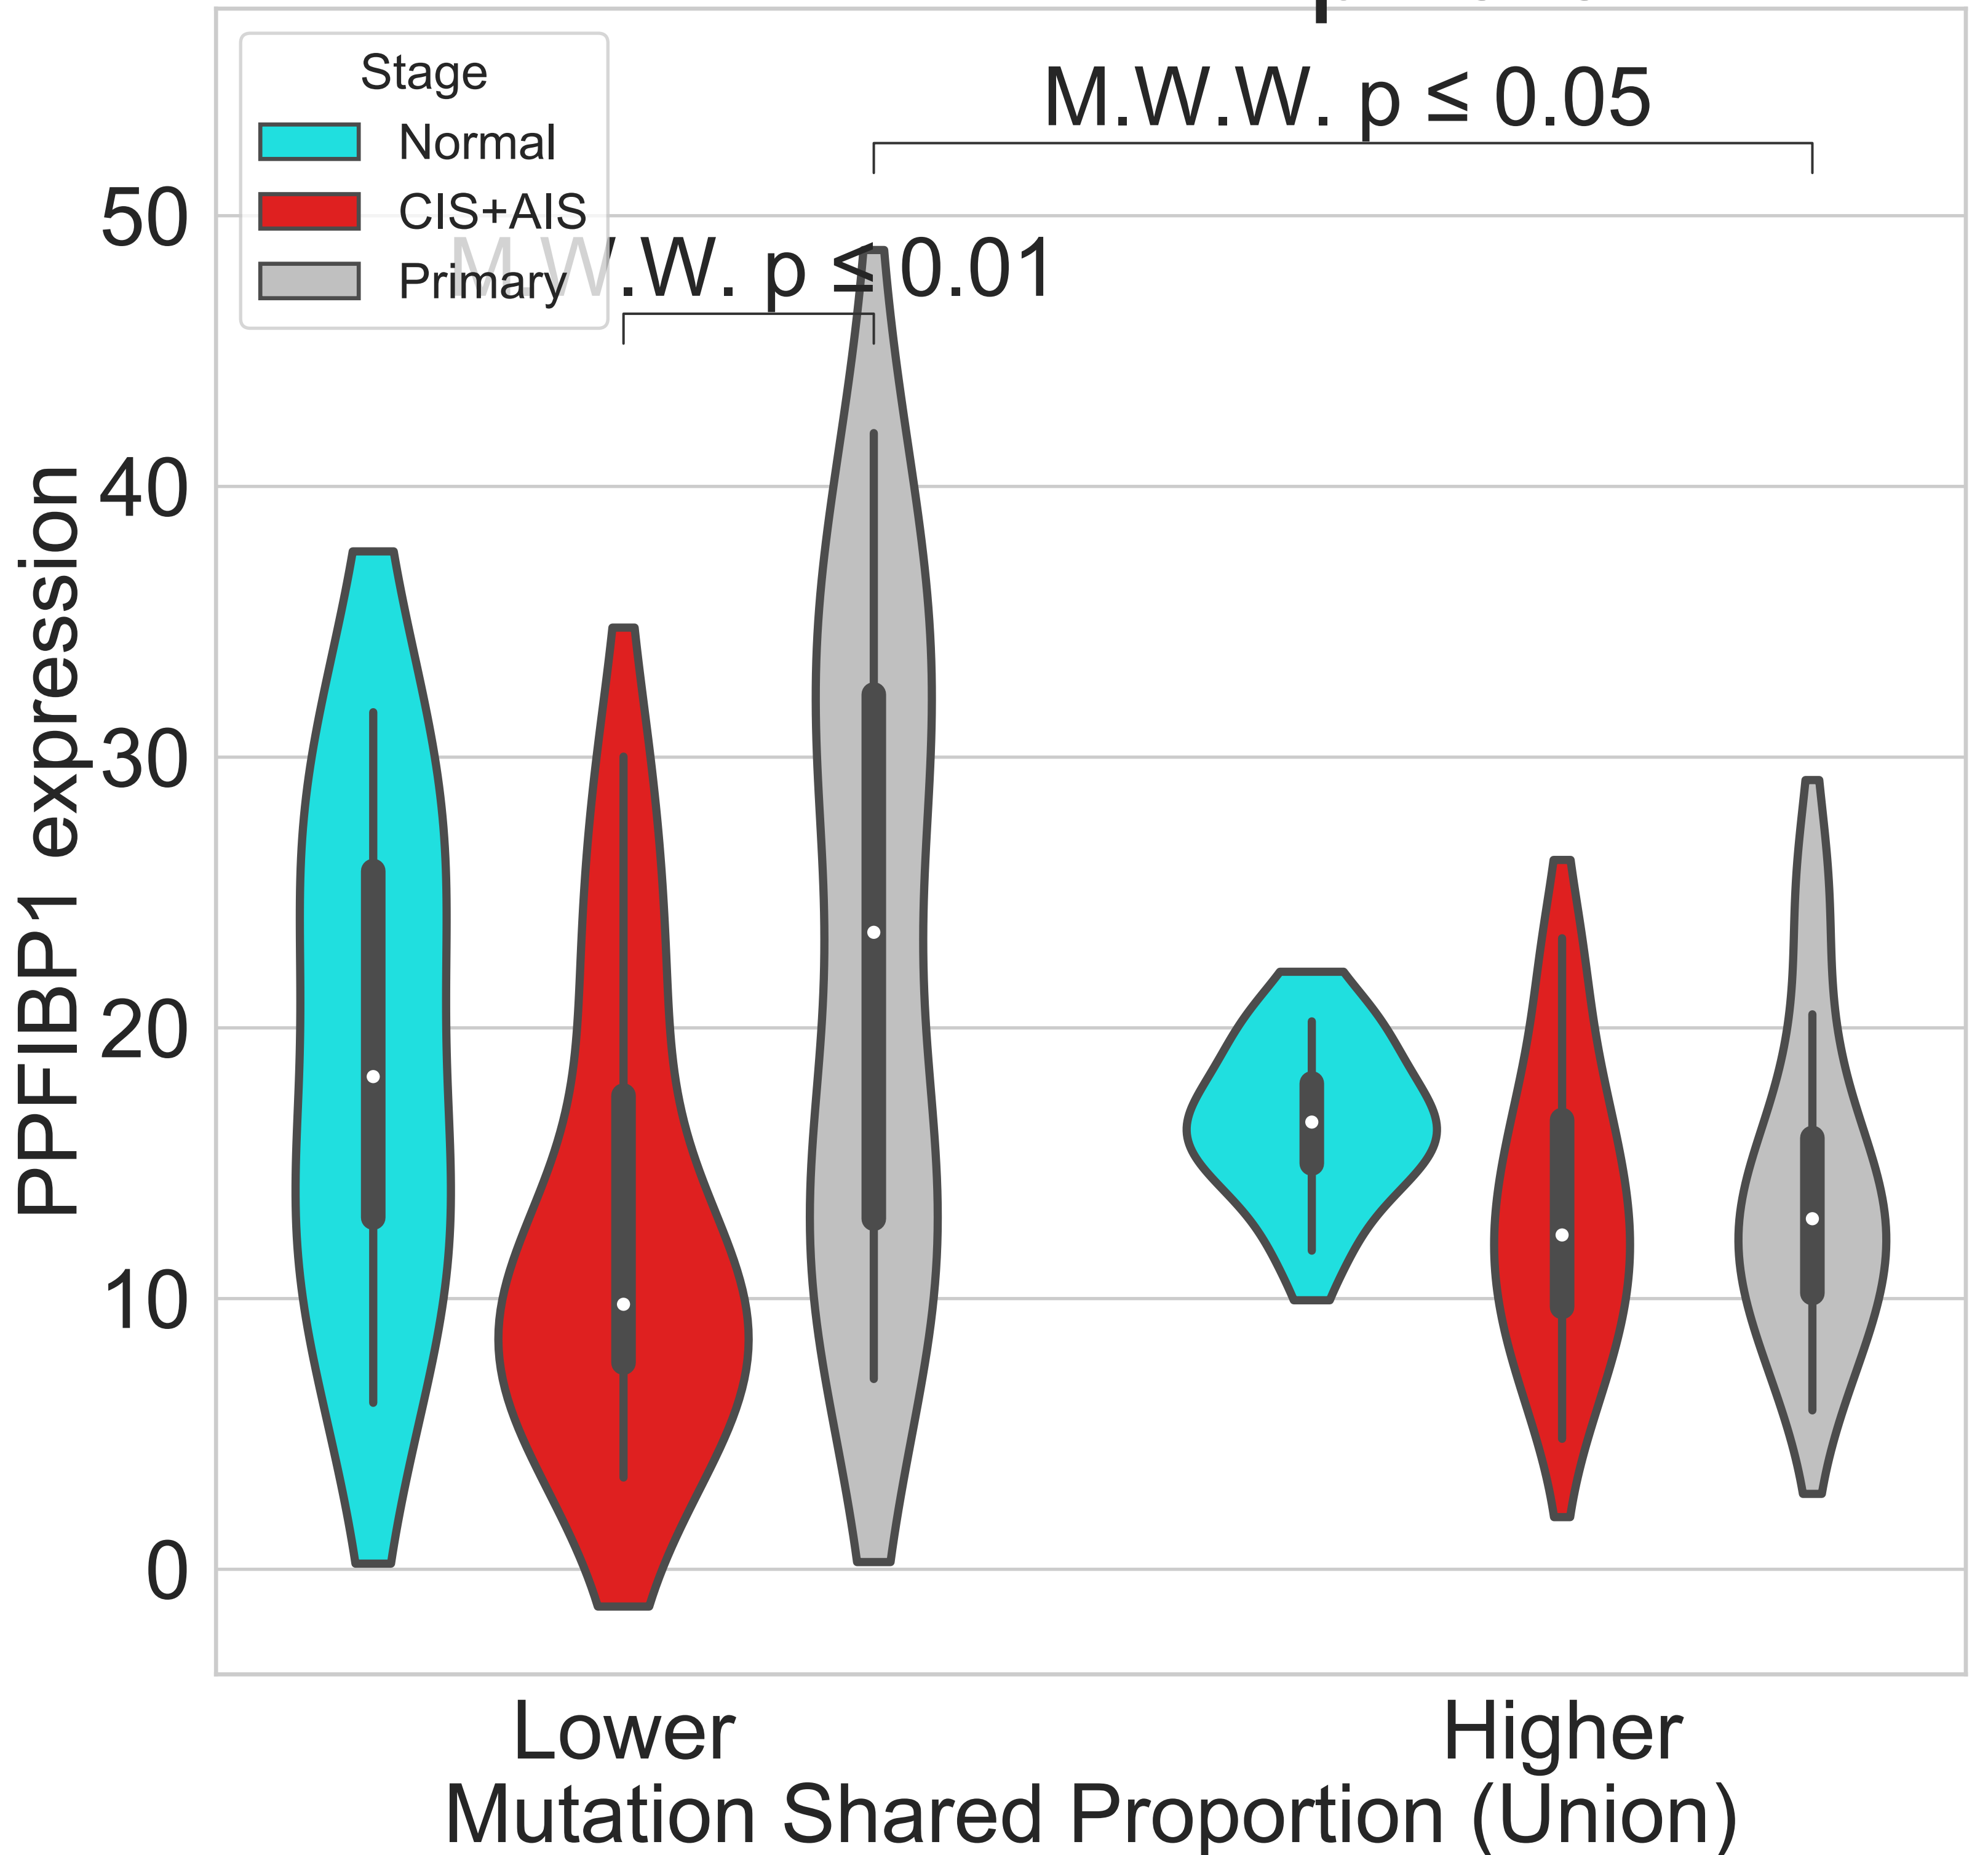 Stage
Normal
CIS+AIS
Primary
M.W.W. p ≤ 0.05
M.W.W. p ≤ 0.01
PPFIBP1 expression
50
40
30
20
10
0
Lower
Higher
Mutation Shared Proportion (Union)